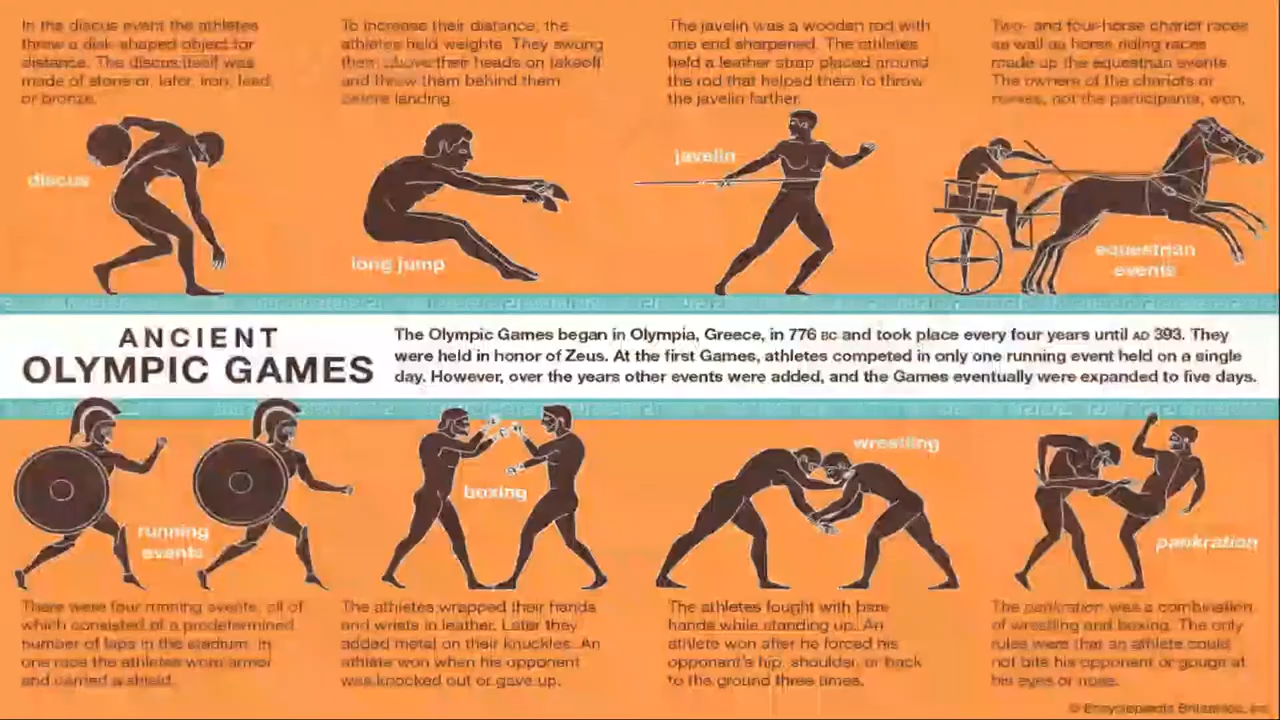 In the discus event the athletes
threw a disk-shaped object for
distance. The discus itself was
made of stone or, later, iron, lead,
or bronze.
To increase their distance, the
athletes held weights. They swung
them above their heads on takeoff
and threw them behind them
before landing.
The javelin was a wooden rod with
one end sharpened. The athletes
held a leather strap placed around
the rod that helped them to throw
the javelin farther.
Two- and four-horse chariot races
as well as horse riding races
made up the equestrian events.
The owners of the chariots or
horses, not the participants, won.
discus
long jump
javelin
equestrian
events
ANCIENT
OLYMPIC GAMES
The Olympic Games began in Olympia, Greece, in 776 BC and took place every four years until AD 393. They
were held in honor of Zeus. At the first Games, athletes competed in only one running event held on a single
day. However, over the years other events were added, and the Games eventually were expanded to five days.
running
events
boxing
wrestling
pankration
There were four running events, all of
which consisted of a predetermined
number of laps in the stadium. In
one race the athletes wore armor
and carried a shield.
The athletes wrapped their hands
and wrists in leather. Later they
added metal on their knuckles. An
athlete won when his opponent
was knocked out or gave up.
The athletes fought with bare
hands while standing up. An
athlete won after he forced his
opponent's hip, shoulder, or back
to the ground three times.
The pankration was a combination
of wrestling and boxing. The only
rules were that an athlete could
not bite his opponent or gouge at
his eyes or nose.
© Encyclopædia Britannica, Inc.